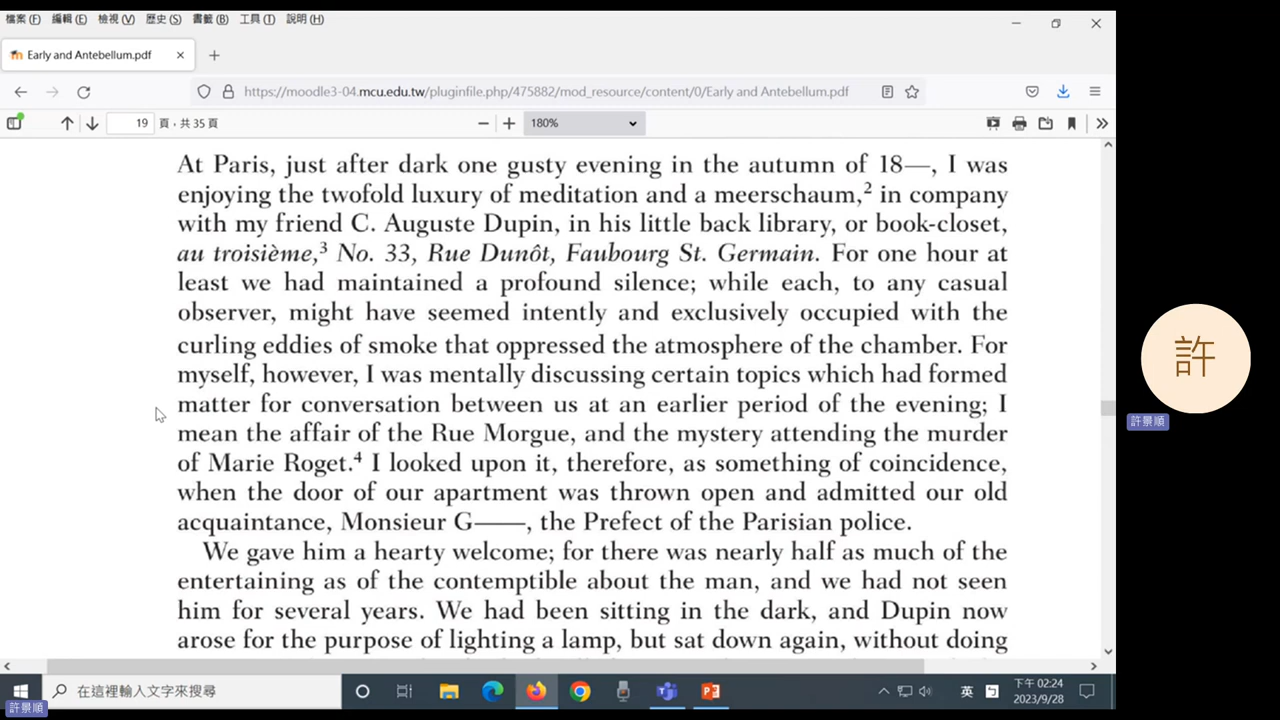 檔案(F) 編輯(E) 檢視(V) 歷史(S) 書籤(B) 工具(T) 說明(H)
Early and Antebellum.pdf
https://moodle3-04.mcu.edu.tw/pluginfile.php/475882/mod_resource/content/0/Early and Antebellum.pdf
19 頁，共 35 頁 180%
At Paris, just after dark one gusty evening in the autumn of 18—, I was
enjoying the twofold luxury of meditation and a meerschaum,2 in company
with my friend C. Auguste Dupin, in his little back library, or book-closet,
au troisième,3 No. 33, Rue Dunôt, Faubourg St. Germain. For one hour at
least we had maintained a profound silence; while each, to any casual
observer, might have seemed intently and exclusively occupied with the
curling eddies of smoke that oppressed the atmosphere of the chamber. For
myself, however, I was mentally discussing certain topics which had formed
matter for conversation between us at an earlier period of the evening; I
mean the affair of the Rue Morgue, and the mystery attending the murder
of Marie Roget.4 I looked upon it, therefore, as something of coincidence,
when the door of our apartment was thrown open and admitted our old
acquaintance, Monsieur G——, the Prefect of the Parisian police.
We gave him a hearty welcome; for there was nearly half as much of the
entertaining as of the contemptible about the man, and we had not seen
him for several years. We had been sitting in the dark, and Dupin now
arose for the purpose of lighting a lamp, but sat down again, without doing
許
許景順
在這裡輸入文字來搜尋
英
下午 02:24
2023/9/28
許景順